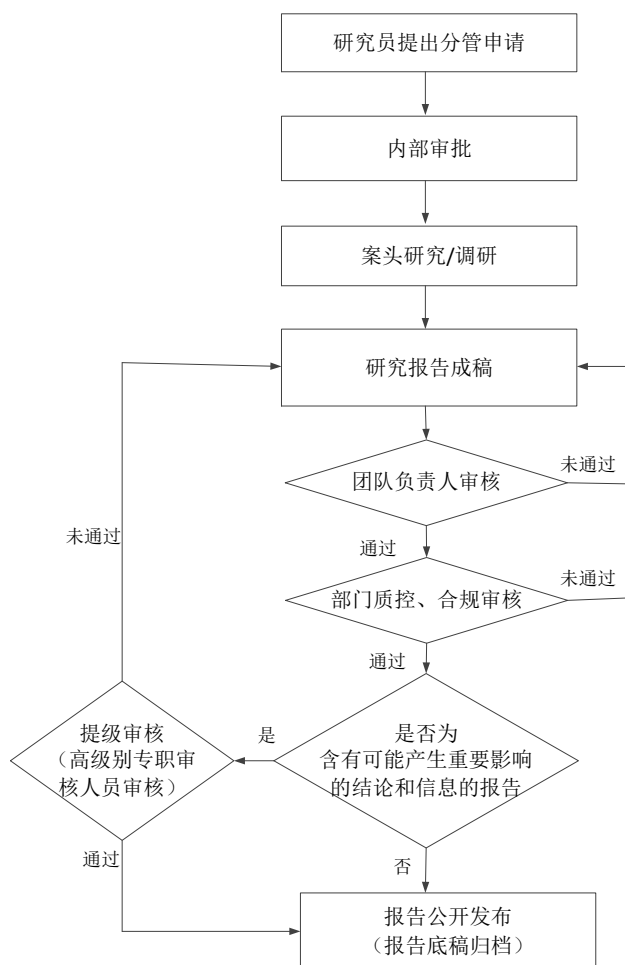 研究员提出分管申请
内部审批
案头研究/调研
研究报告成稿
团队负责人审核
未通过
通过
未通过
部门质控、合规审核
未通过
通过
提级审核
（高级别专职审
核人员审核）
是
是否为
含有可能产生重要影响
的结论和信息的报告
通过
否
报告公开发布
（报告底稿归档）